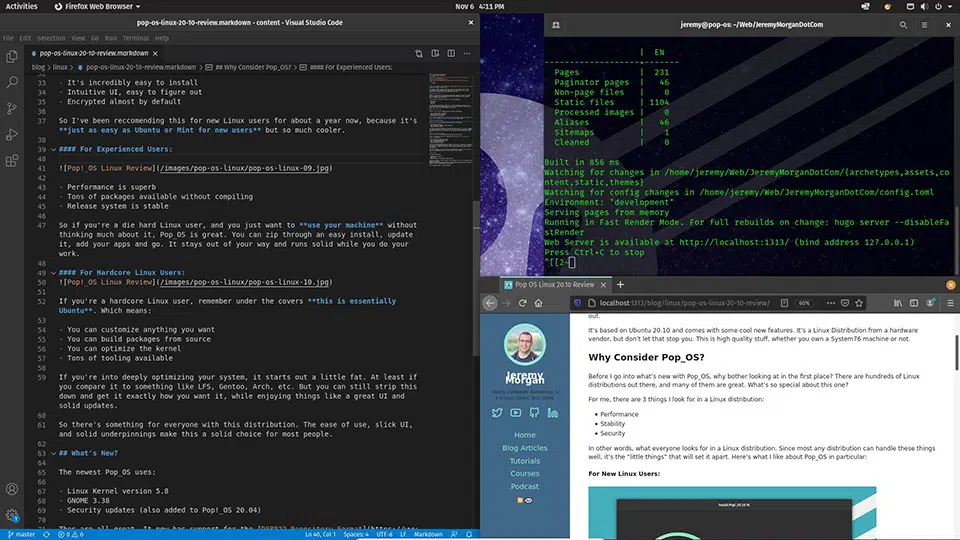 Activities Firefox Web Browser Nov 6 4:11 PM
pop-os-linux-20-10-review.markdown - content - Visual Studio Code
File Edit Selection View Go Run Terminal Help
pop-os-linux-20-10-review.markdown
blog > linux > pop-os-linux-20-10-review.markdown > ## Why Consider Pop_OS? > #### For Experienced Users:
33 - It's incredibly easy to install
34 - Intuitive UI, easy to figure out
35 - Encrypted almost by default
36
37 So I've been reccomending this for new Linux users for about a year now, because it's
**just as easy as Ubuntu or Mint for new users** but so much cooler.
38
39 #### For Experienced Users:
40
41 ![Pop!_OS Linux Review](/images/pop-os-linux/pop-os-linux-09.jpg)
42
43 - Performance is superb
44 - Tons of packages available without compiling
45 - Release system is stable
46
47 So if you're a die hard Linux user, and you just want to **use your machine** without
thinking much about it, Pop_OS is great. You can zip through an easy install, update
it, add your apps and go. It stays out of your way and runs solid while you do your
work.
48
49 #### For Hardcore Linux Users:
50 ![Pop!_OS Linux Review](/images/pop-os-linux/pop-os-linux-10.jpg)
51
52 If you're a hardcore Linux user, remember under the covers **this is essentially
Ubuntu**. Which means:
53
54 - You can customize anything you want
55 - You can build packages from source
56 - You can optimize the kernel
57 - Tons of tooling available
58
59 If you're into deeply optimizing your system, it starts out a little fat. At least if
you compare it to something like LFS, Gentoo, Arch, etc. But you can still strip this
down and get it exactly how you want it, while enjoying things like a great UI and
solid updates.
60
61 So there's something for everyone with this distribution. The ease of use, slick UI,
and solid underpinnings make this a solid choice for most people.
62
63 ## What's New?
64
65 The newest Pop_OS uses:
66
67 - Linux Kernel version 5.8
68 - GNOME 3.38
69 - Security updates (also added to Pop!_OS 20.04)
70
master 0 0 Ln 40, Col 1 Spaces: 4 UTF-8 LF Markdown
jeremy@pop-os: ~/Web/JeremyMorganDotCom
| EN
-------------------+-------
Pages | 231
Paginator pages | 46
Non-page files | 0
Static files | 1104
Processed images | 0
Aliases | 46
Sitemaps | 1
Cleaned | 0
Built in 856 ms
Watching for changes in /home/jeremy/Web/JeremyMorganDotCom/{archetypes,assets,co
ntent,static,themes}
Watching for config changes in /home/jeremy/Web/JeremyMorganDotCom/config.toml
Environment: "development"
Serving pages from memory
Running in Fast Render Mode. For full rebuilds on change: hugo server --disableFa
stRender
Web Server is available at http://localhost:1313/ (bind address 127.0.0.1)
Press Ctrl+C to stop
^[[2~
Pop OS Linux 20.10 Review
localhost:1313/blog/linux/pop-os-linux-20-10-review/ 60%
Jeremy
Morgan
Home
Blog Articles
Tutorials
Courses
Podcast
out.
It's based on Ubuntu 20.10 and comes with some cool new features. It's a Linux Distribution from a hardware
vendor, but don't let that stop you. This is high quality stuff, whether you own a System76 machine or not.
Why Consider Pop_OS?
Before I go into what's new with Pop_OS, why bother looking at in the first place? There are hundreds of Linux
distributions out there, and many of them are great. What's so special about this one?
For me, there are 3 things I look for in a Linux distribution:
• Performance
• Stability
• Security
In other words, what everyone looks for in a Linux distribution. Since most any distribution can handle these things
well, it's the "little things" that will set it apart. Here's what I like about Pop_OS in particular:
For New Linux Users: